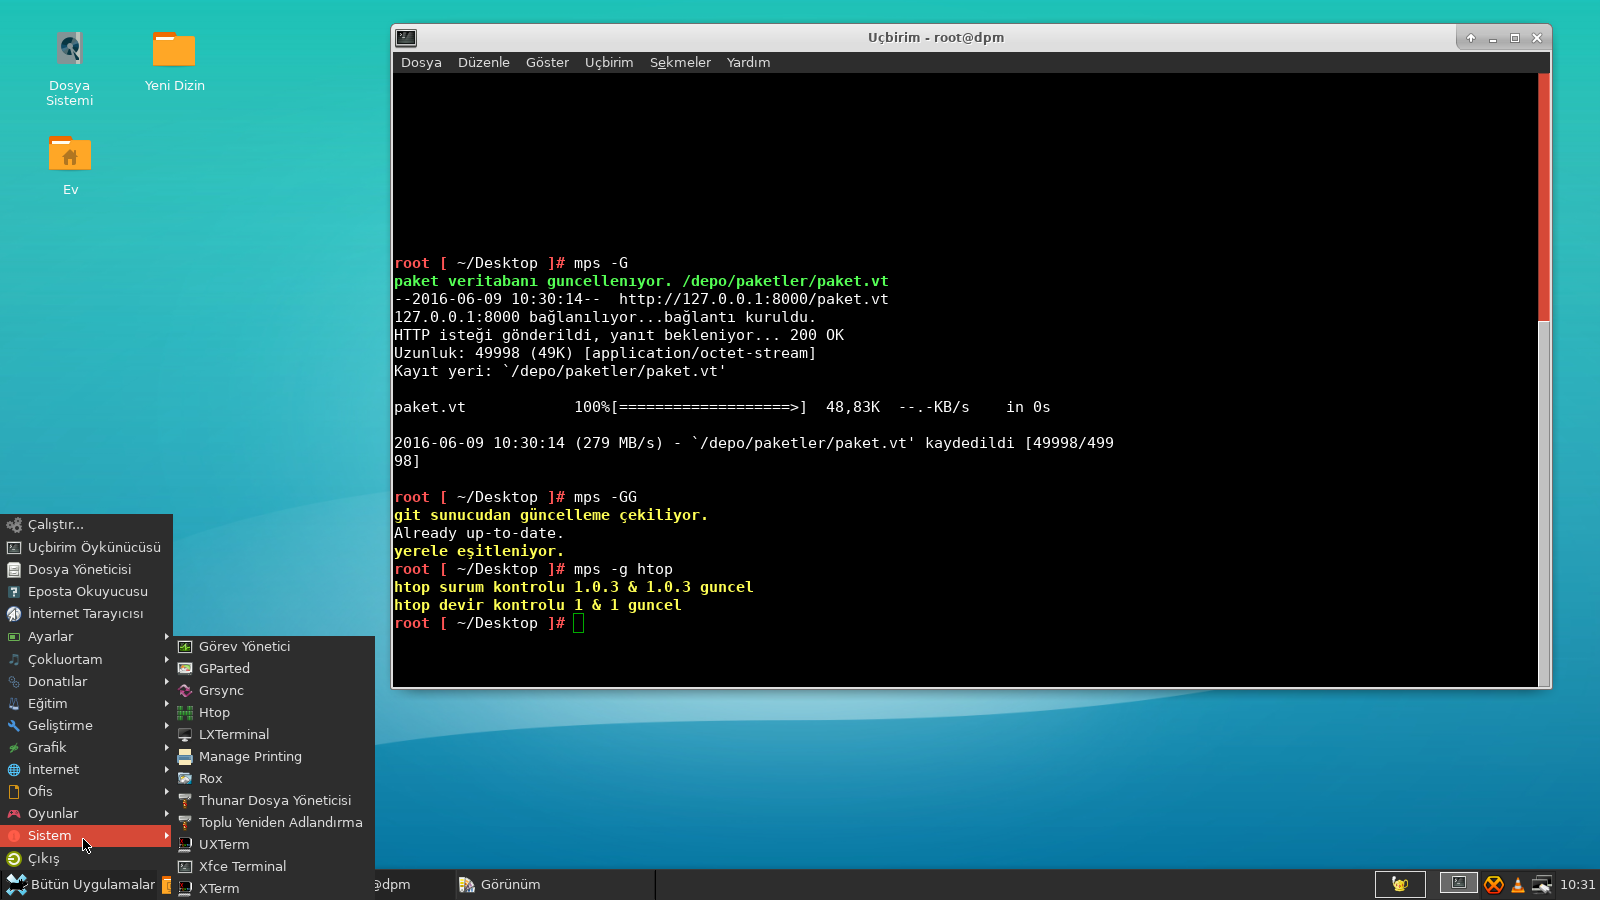 Dosya
Sistemi
Yeni Dizin
Ev
Uçbirim - root@dpm
Dosya Düzenle Göster Uçbirim Sekmeler Yardım
root [ ~/Desktop ]# mps -G
paket veritabanı guncellenıyor. /depo/paketler/paket.vt
--2016-06-09 10:30:14--  http://127.0.0.1:8000/paket.vt
127.0.0.1:8000 bağlanılıyor...bağlantı kuruldu.
HTTP isteği gönderildi, yanıt bekleniyor... 200 OK
Uzunluk: 49998 (49K) [application/octet-stream]
Kayıt yeri: `/depo/paketler/paket.vt'
paket.vt            100%[===================>]  48,83K  --.-KB/s    in 0s
2016-06-09 10:30:14 (279 MB/s) - `/depo/paketler/paket.vt' kaydedildi [49998/499
98]
root [ ~/Desktop ]# mps -GG
git sunucudan güncelleme çekiliyor.
Already up-to-date.
yerele eşitleniyor.
root [ ~/Desktop ]# mps -g htop
htop surum kontrolu 1.0.3 & 1.0.3 guncel
htop devir kontrolu 1 & 1 guncel
root [ ~/Desktop ]#
Çalıştır...
Uçbirim Öykünücüsü
Dosya Yöneticisi
Eposta Okuyucusu
İnternet Tarayıcısı
Ayarlar
Çokluortam
Donatılar
Eğitim
Geliştirme
Grafik
İnternet
Ofis
Oyunlar
Sistem
Çıkış
Görev Yönetici
GParted
Grsync
Htop
LXTerminal
Manage Printing
Rox
Thunar Dosya Yöneticisi
Toplu Yeniden Adlandırma
UXTerm
Xfce Terminal
XTerm
Bütün Uygulamalar
@dpm
Görünüm
10:31